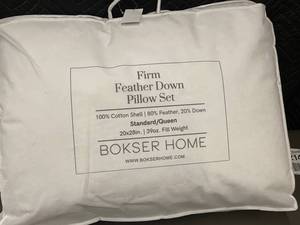 Firm
Feather Down
Pillow Set
100% Cotton Shell | 80% Feather, 20% Down
Standard/Queen
20x28in. | 39oz. Fill Weight
BOKSER HOME
WWW.BOKSERHOME.COM